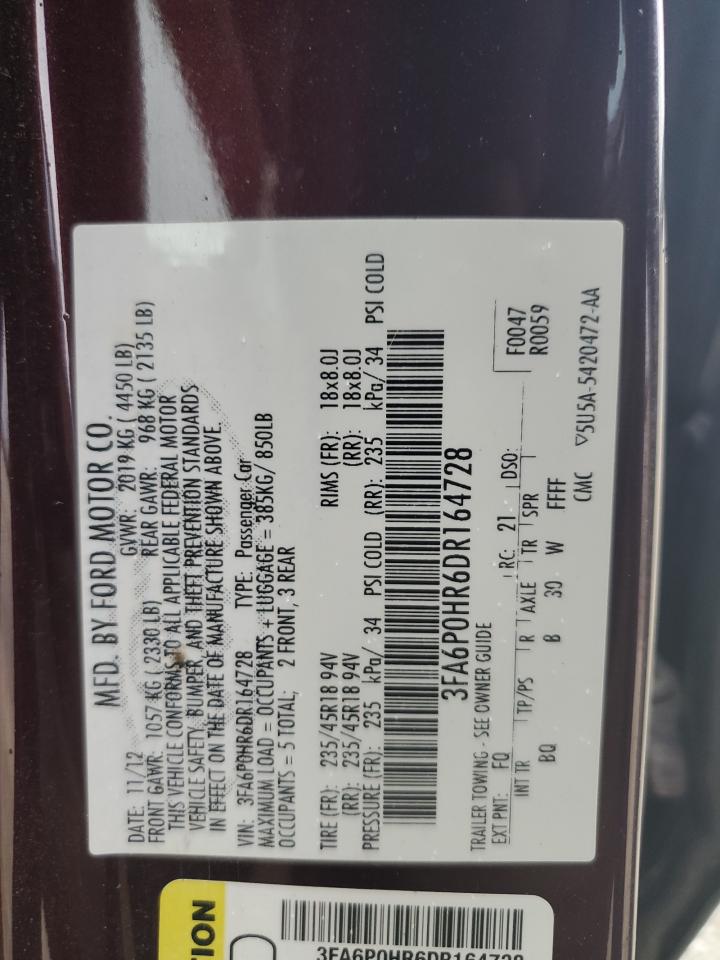 MFD. BY FORD MOTOR CO.
DATE: 11/12 GVWR: 2019 KG ( 4450 LB)
FRONT GAWR: 1057 KG ( 2330 LB) REAR GAWR: 968 KG ( 2135 LB)
THIS VEHICLE CONFORMS TO ALL APPLICABLE FEDERAL MOTOR
VEHICLE SAFETY, BUMPER, AND THEFT PREVENTION STANDARDS
IN EFFECT ON THE DATE OF MANUFACTURE SHOWN ABOVE.
VIN: 3FA6P0HR6DR164728 TYPE: Passenger Car
MAXIMUM LOAD = OCCUPANTS + LUGGAGE = 385KG/ 850LB
OCCUPANTS = 5 TOTAL; 2 FRONT, 3 REAR
TIRE (FR): 235/45R18 94V RIMS (FR): 18x8.0J
(RR): 235/45R18 94V (RR): 18x8.0J
PRESSURE (FR): 235 kPa/ 34 PSI COLD (RR): 235 kPa/ 34 PSI COLD
3FA6P0HR6DR164728
TRAILER TOWING - SEE OWNER GUIDE
EXT PNT: FQ RC: 21 DSO: F0047
R0059
INT TR TP/PS R AXLE TR SPR
BQ B 30 W FFFF
CMC ▽5U5A-5420472-AA
TION
3FA6P0HR6DR164728